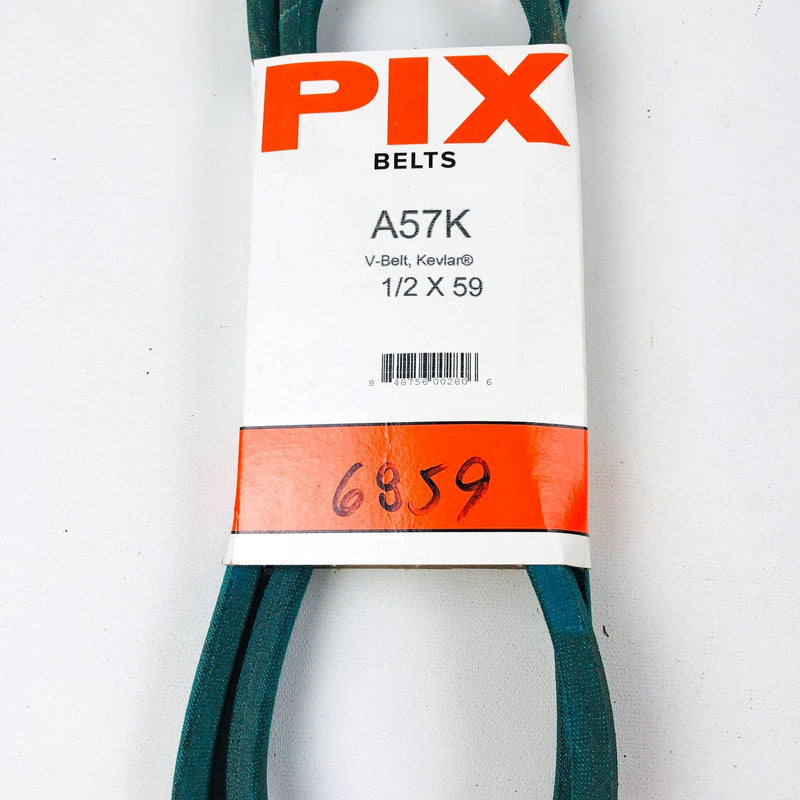 PIX
BELTS
A57K
V-Belt, Kevlar®
1/2 X 59
8 48756 00280 6
6859